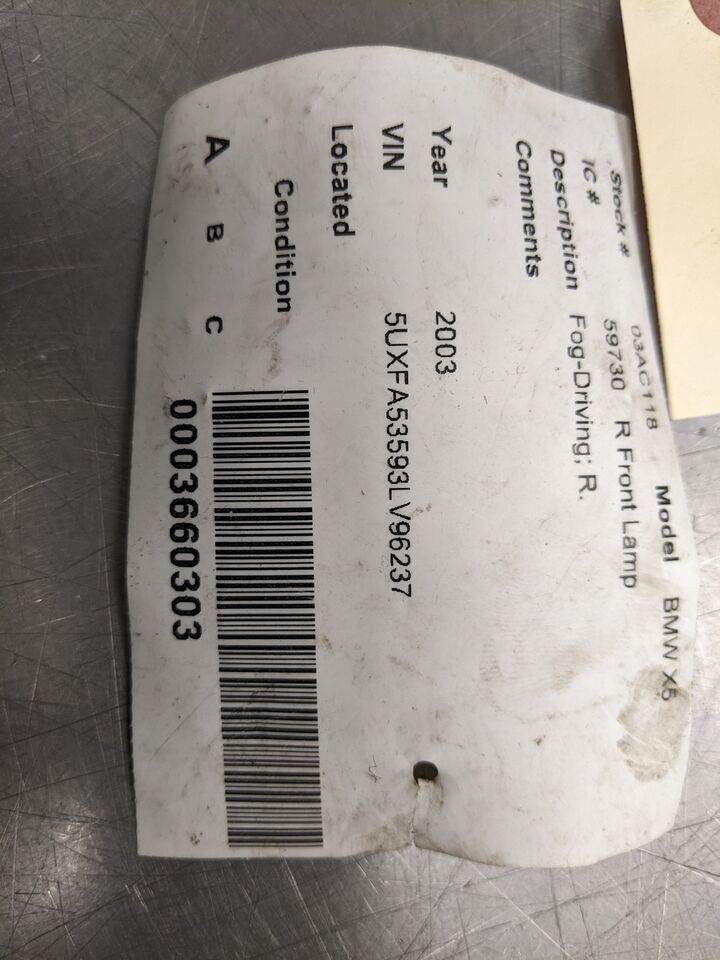 Stock # 03AC118 Model BMW X5
IC # 59730 R Front Lamp
Description Fog-Driving; R.
Comments
Year 2003
VIN 5UXFA53593LV96237
Located
Condition
A B C
0003660303